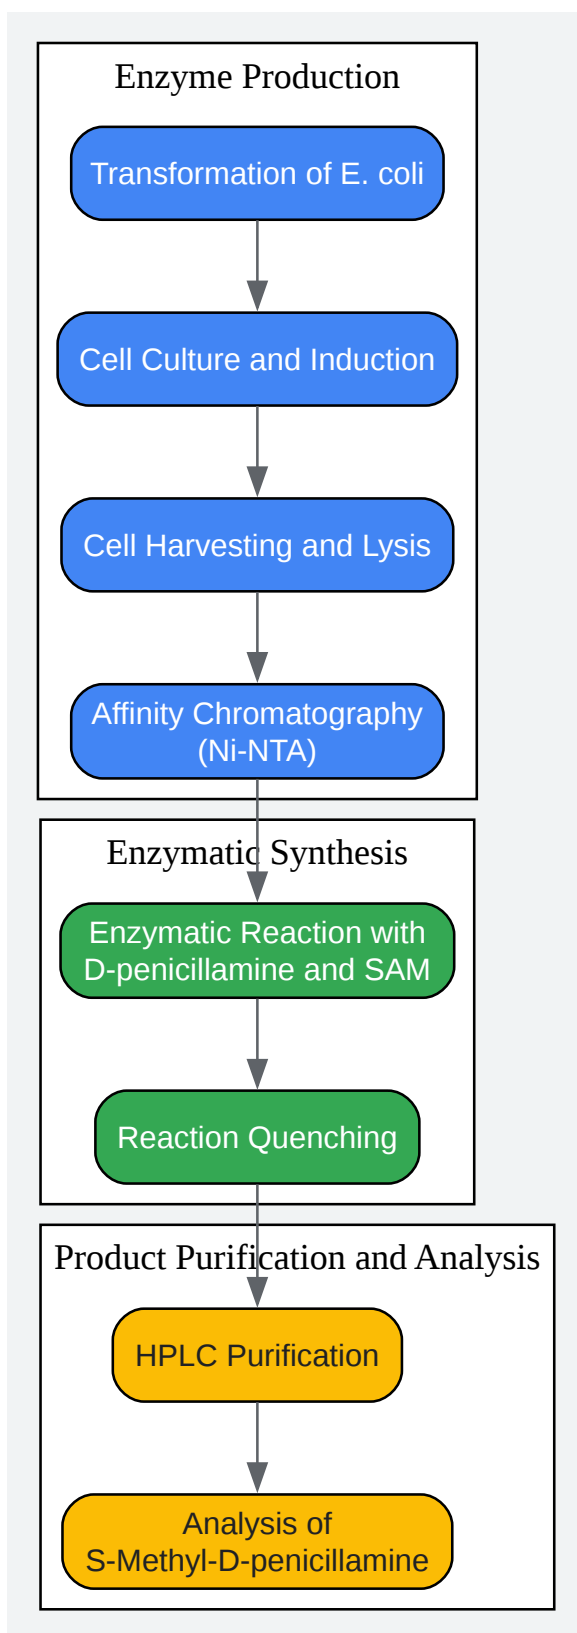 Enzyme Production
Transformation of E. coli
Cell Culture and Induction
Cell Harvesting and Lysis
Affinity Chromatography
(Ni-NTA)
Enzymatic Synthesis
Enzymatic Reaction with
D-penicillamine and SAM
Reaction Quenching
Product Purification and Analysis
HPLC Purification
Analysis of
S-Methyl-D-penicillamine